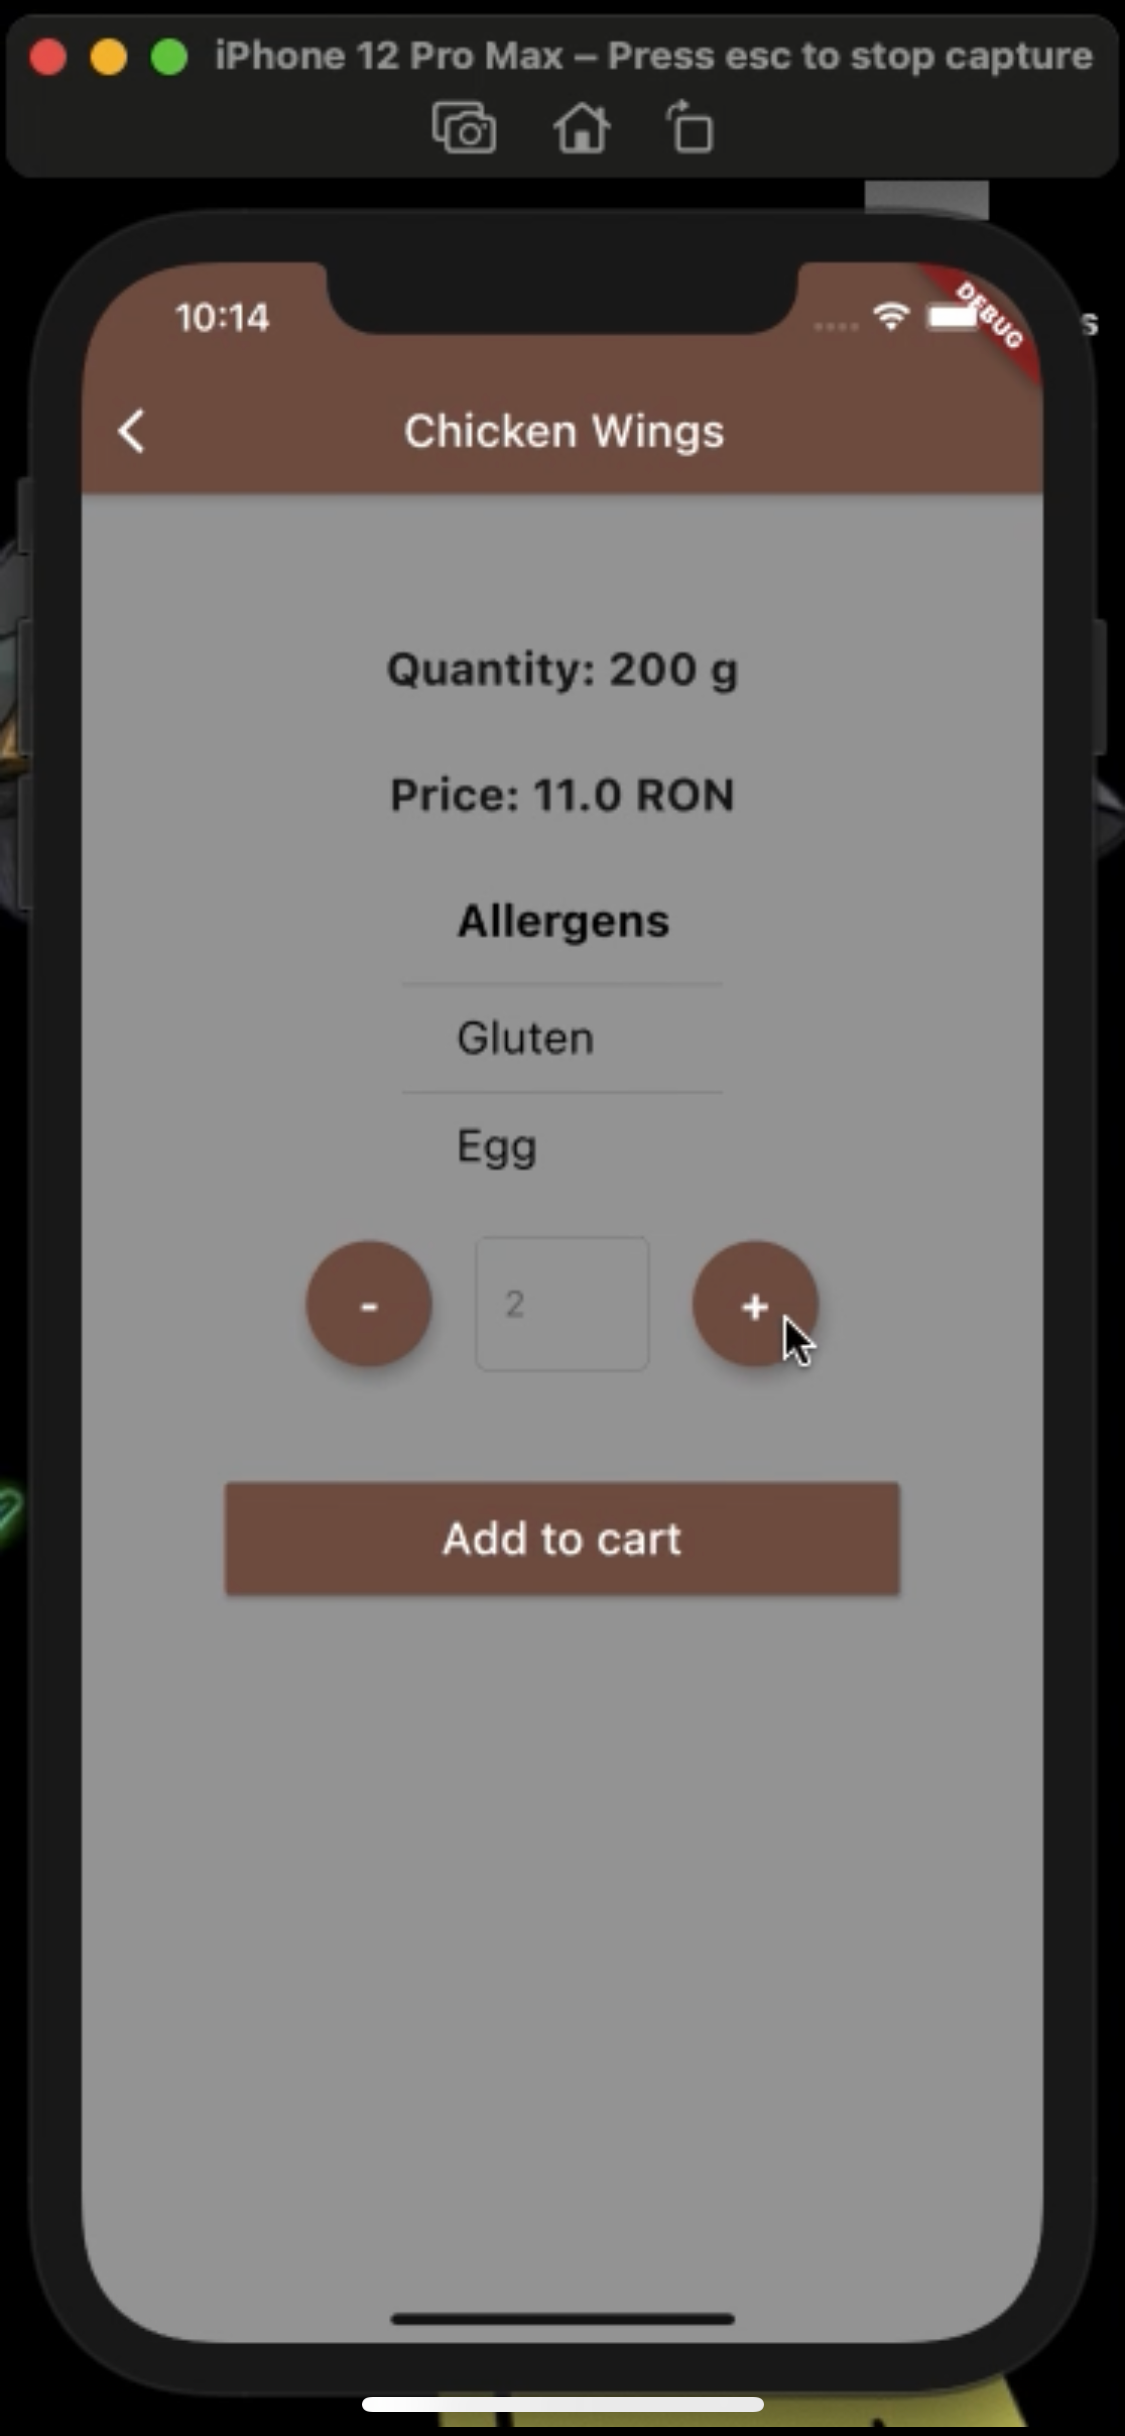 iPhone 12 Pro Max – Press esc to stop capture
10:14
DEBUG
s
Chicken Wings
Quantity: 200 g
Price: 11.0 RON
Allergens
Gluten
Egg
- 2 +
Add to cart